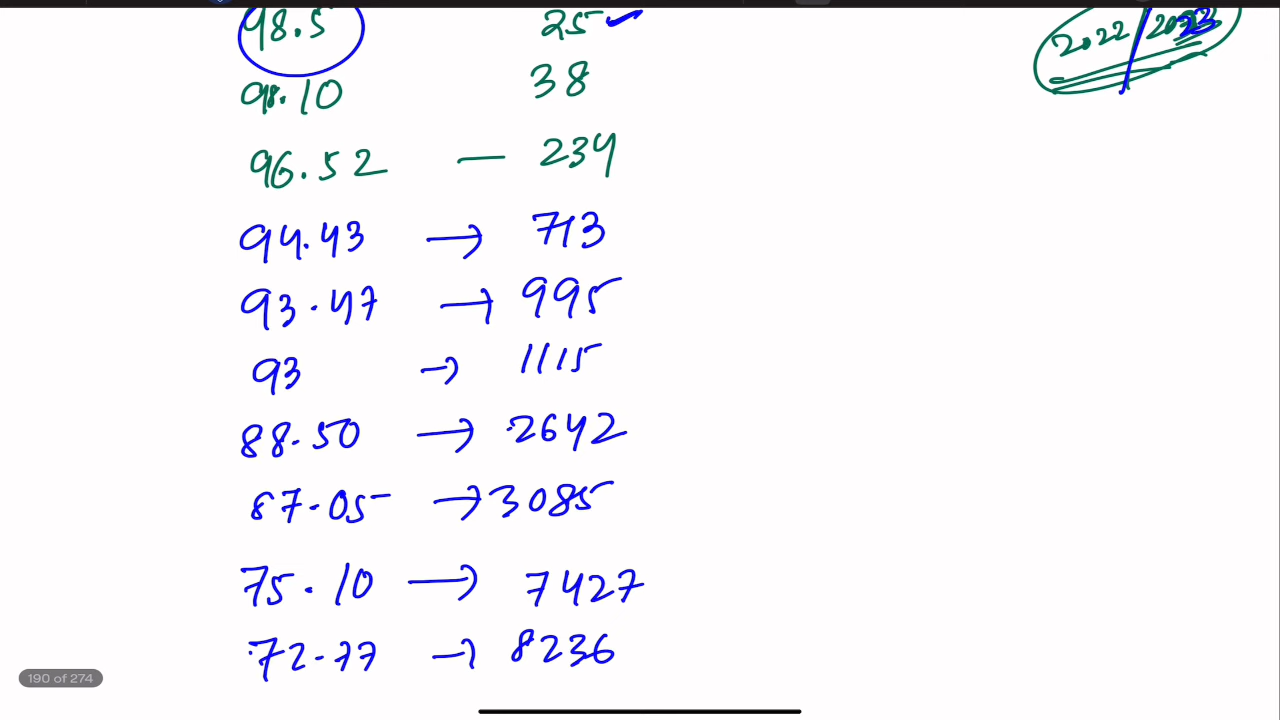 98.5 25 ✓
2022/2023
98.10 38
96.52 — 234
94.43 → 713
93.47 → 995
93 → 1115
88.50 → 2642
87.05 → 3085
75.10 → 7427
72.77 → 8236
190 of 274